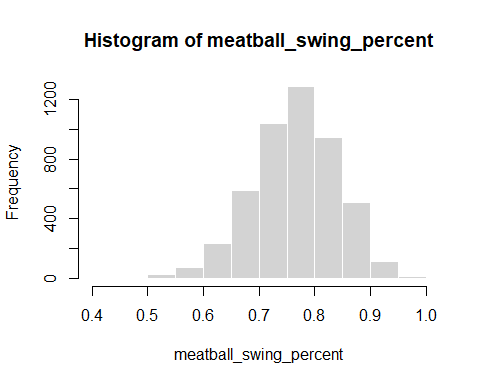 Histogram of meatball_swing_percent
1200
800
400
0
Frequency
0.4 0.5 0.6 0.7 0.8 0.9 1.0
meatball_swing_percent